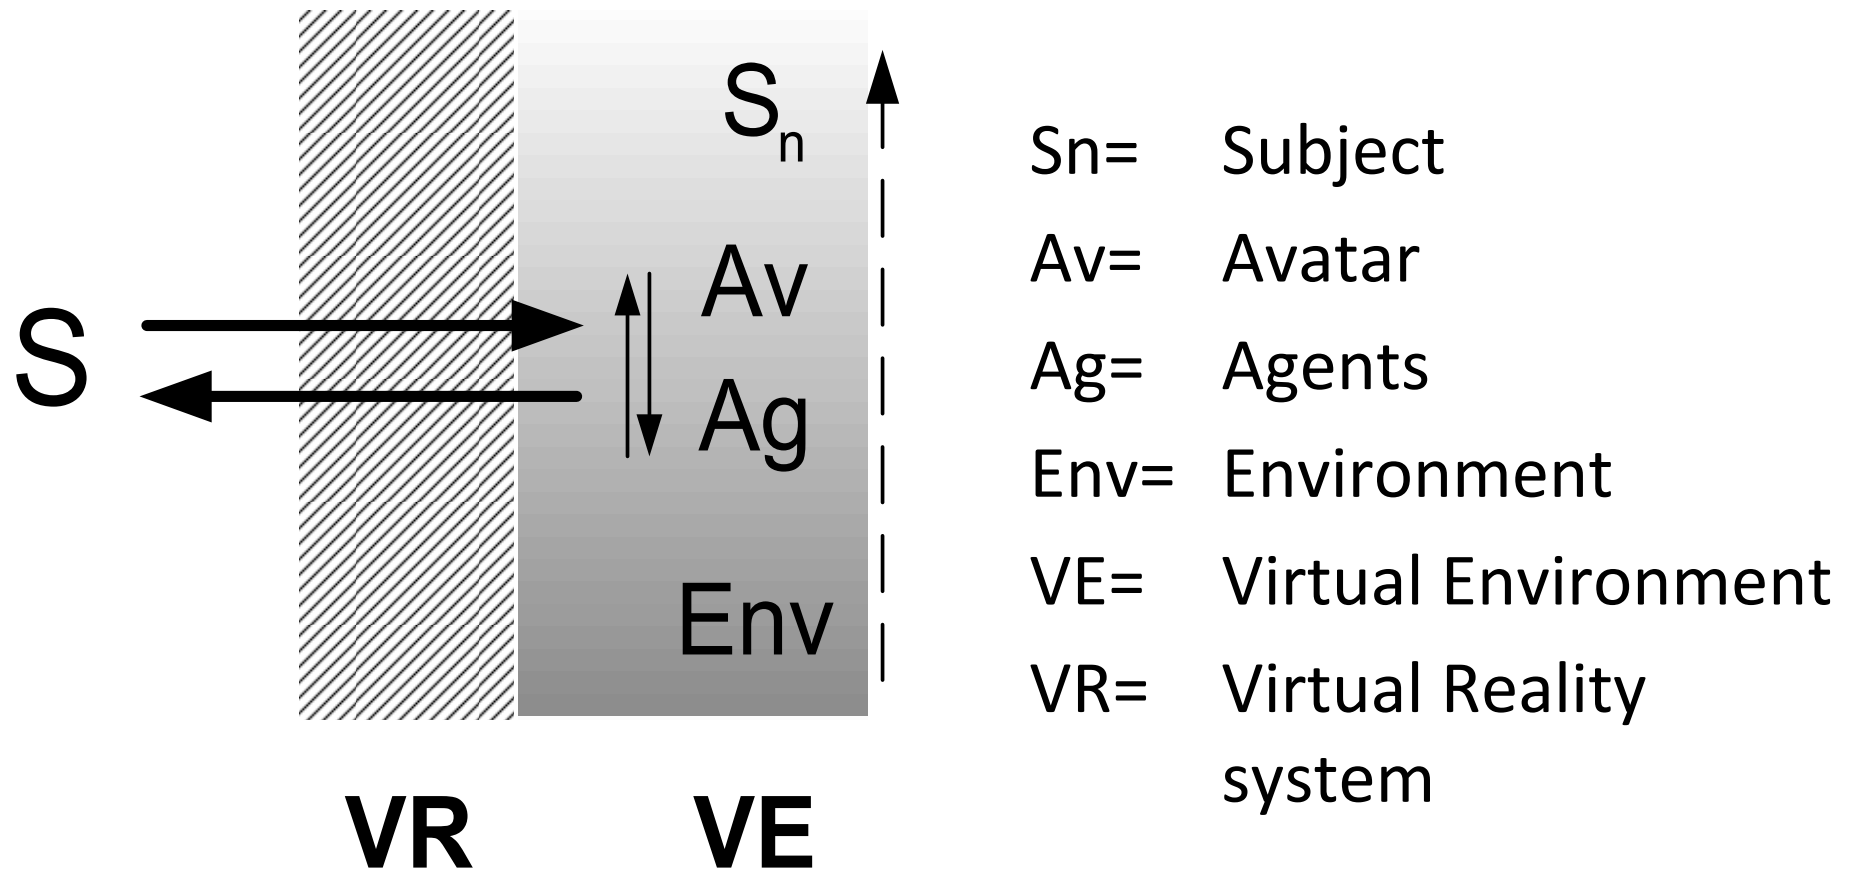 S
Sn
Av
Ag
Env
VR VE
Sn= Subject
Av= Avatar
Ag= Agents
Env= Environment
VE= Virtual Environment
VR= Virtual Reality
system